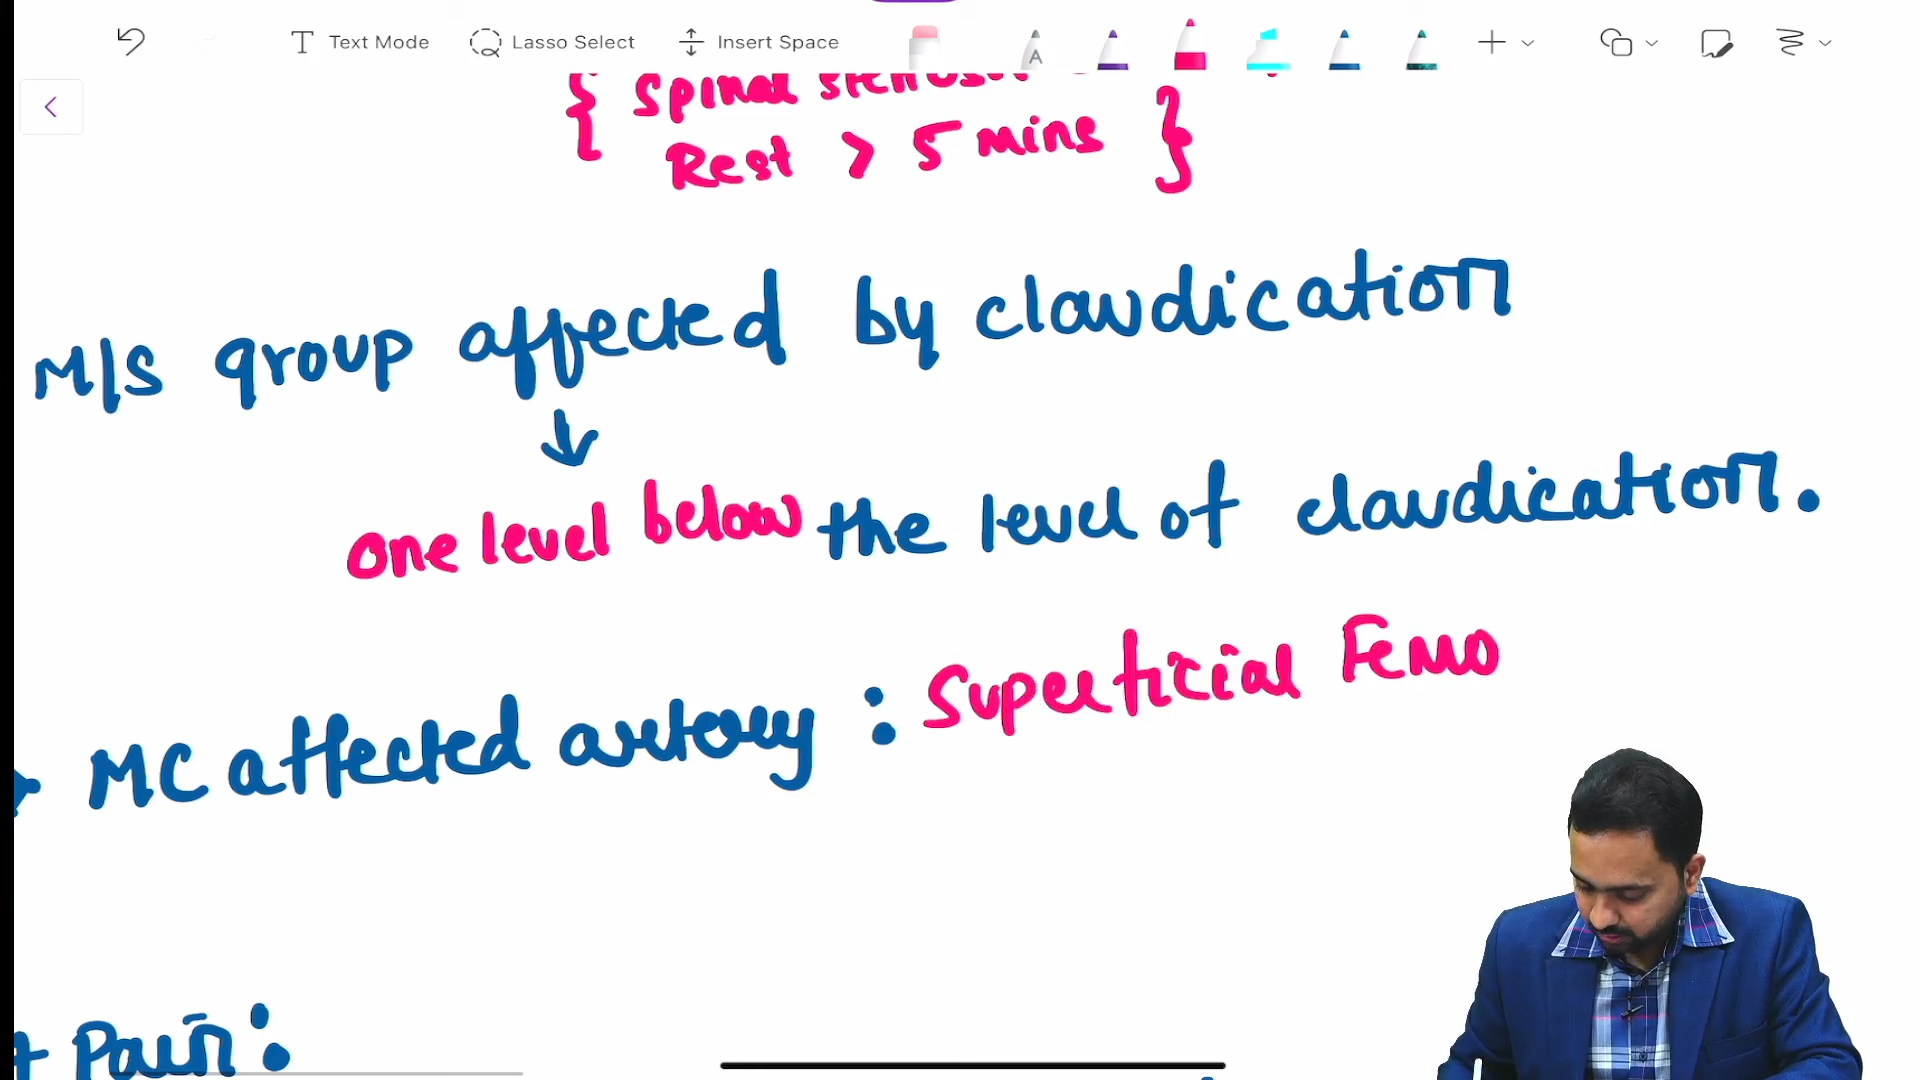 Text Mode Lasso Select Insert Space
A
{ Spinal
Rest > 5 mins }
M/S group affected by claudication
↓
one level below the level of claudication.
MC affected artery : Superficial Femo
Pain :